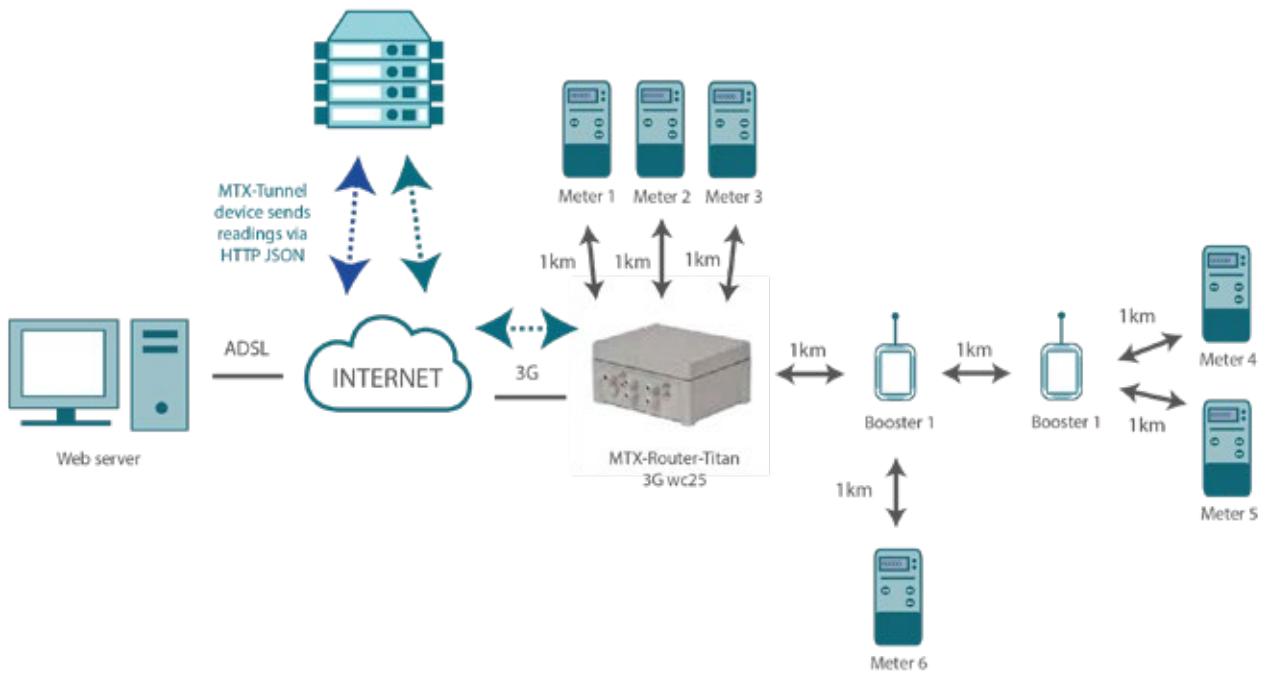 MTX-Tunnel
device sends
readings via
HTTP JSON
Meter 1
Meter 2
Meter 3
1km
1km
1km
ADSL
INTERNET
3G
Web server
MTX-Router-Titan
3G wc25
1km
Booster 1
1km
Booster 1
1km
Meter 4
1km
Meter 5
1km
Meter 6